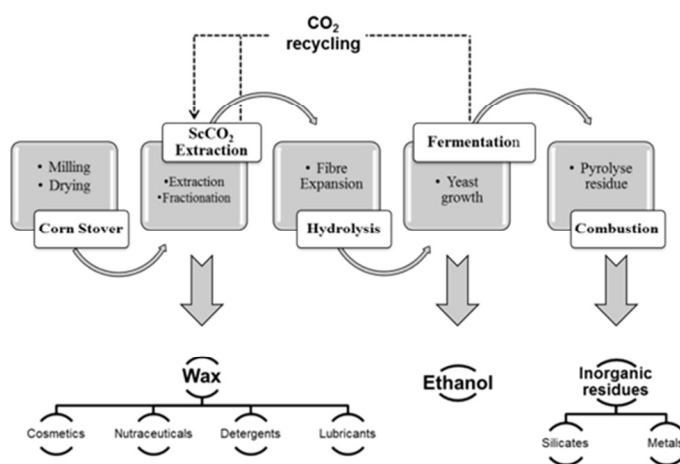 CO₂
recycling
ScCO₂
Extraction
Fermentation
• Milling
• Drying
•Extraction
•Fractionation
• Fibre
Expansion
• Yeast
growth
• Pyrolyse
residue
Corn Stover
Hydrolysis
Combustion
Wax
Ethanol
Inorganic
residues
Cosmetics
Nutraceuticals
Detergents
Lubricants
Silicates
Metals